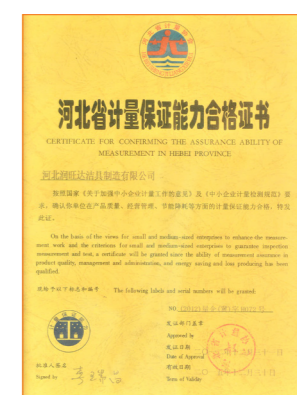 河北省计量保证能力合格证书
CERTIFICATE FOR CONFIRMING THE ASSURANCE ABILITY OF
MEASUREMENT IN HEBEI PROVINCE
河北润旺达洁具制造有限公司
按照国家《关于加强中小企业计量工作的意见》及《中小企业计量检测规范》要
求，确认你单位在产品质量、经营管理、节能降耗等方面的计量保证能力合格，特发
此证。
On the basis of the views for small and medium-sized enterprises to enhance the measure-
ment work and the criterions for small and medium-sized enterprises to guarantee inspection
measurement and test, a certificate will be granted since the ability of measurement assurance in
product quality, management and administration, and energy saving and loss producing has been
qualified.
现给予以下标志和编号 The following labels and serial numbers will be granted:
NO.
发证部门盖章
Approved by
发证日期
Date of Approval
批准人签名 有效日期
Signed by Term of Validity